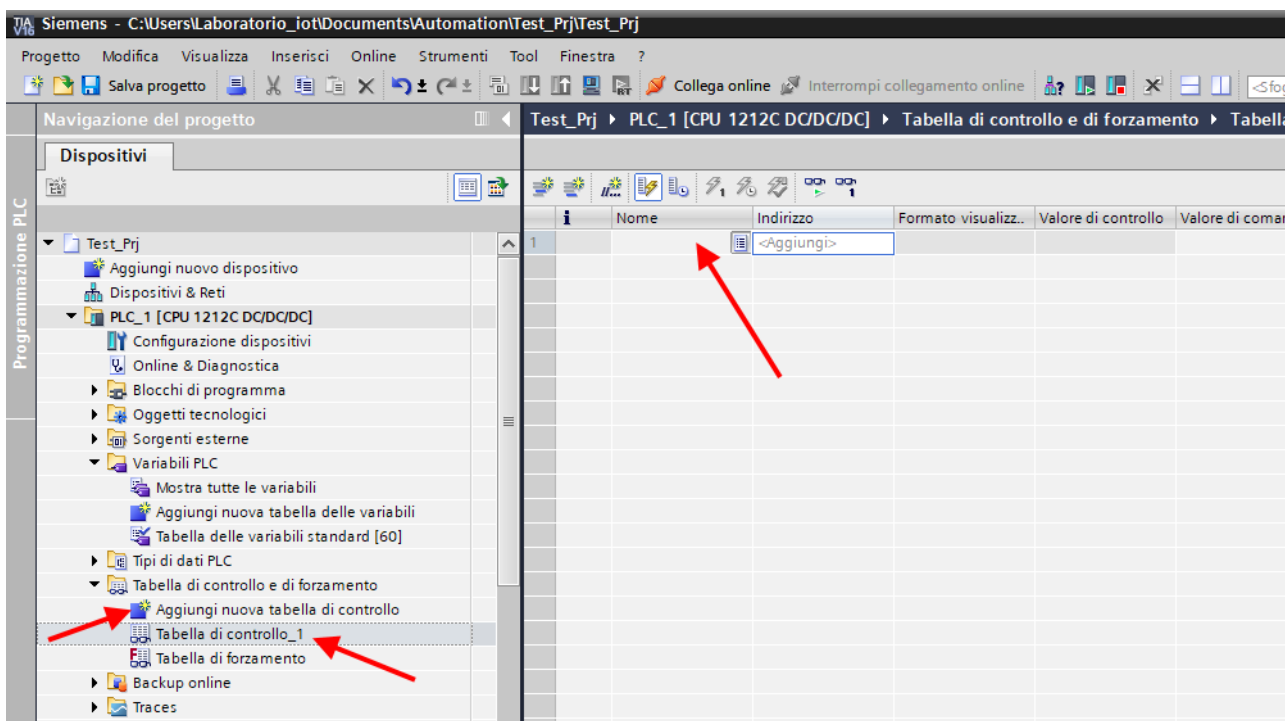 TIA V16 Siemens - C:\Users\Laboratorio_iot\Documents\Automation\Test_Prj\Test_Prj
Progetto Modifica Visualizza Inserisci Online Strumenti Tool Finestra ?
Salva progetto RT Collega online Interrompi collegamento online <Sfog
Navigazione del progetto
Test_Prj PLC_1 [CPU 1212C DC/DC/DC] Tabella di controllo e di forzamento Tabella
Dispositivi
Programmazione PLC
i Nome Indirizzo Formato visualizz.. Valore di controllo Valore di comar
1 <Aggiungi>
Test_Prj
Aggiungi nuovo dispositivo
Dispositivi & Reti
PLC_1 [CPU 1212C DC/DC/DC]
Configurazione dispositivi
Online & Diagnostica
Blocchi di programma
Oggetti tecnologici
Sorgenti esterne
Variabili PLC
Mostra tutte le variabili
Aggiungi nuova tabella delle variabili
Tabella delle variabili standard [60]
Tipi di dati PLC
Tabella di controllo e di forzamento
Aggiungi nuova tabella di controllo
Tabella di controllo_1
Tabella di forzamento
Backup online
Traces